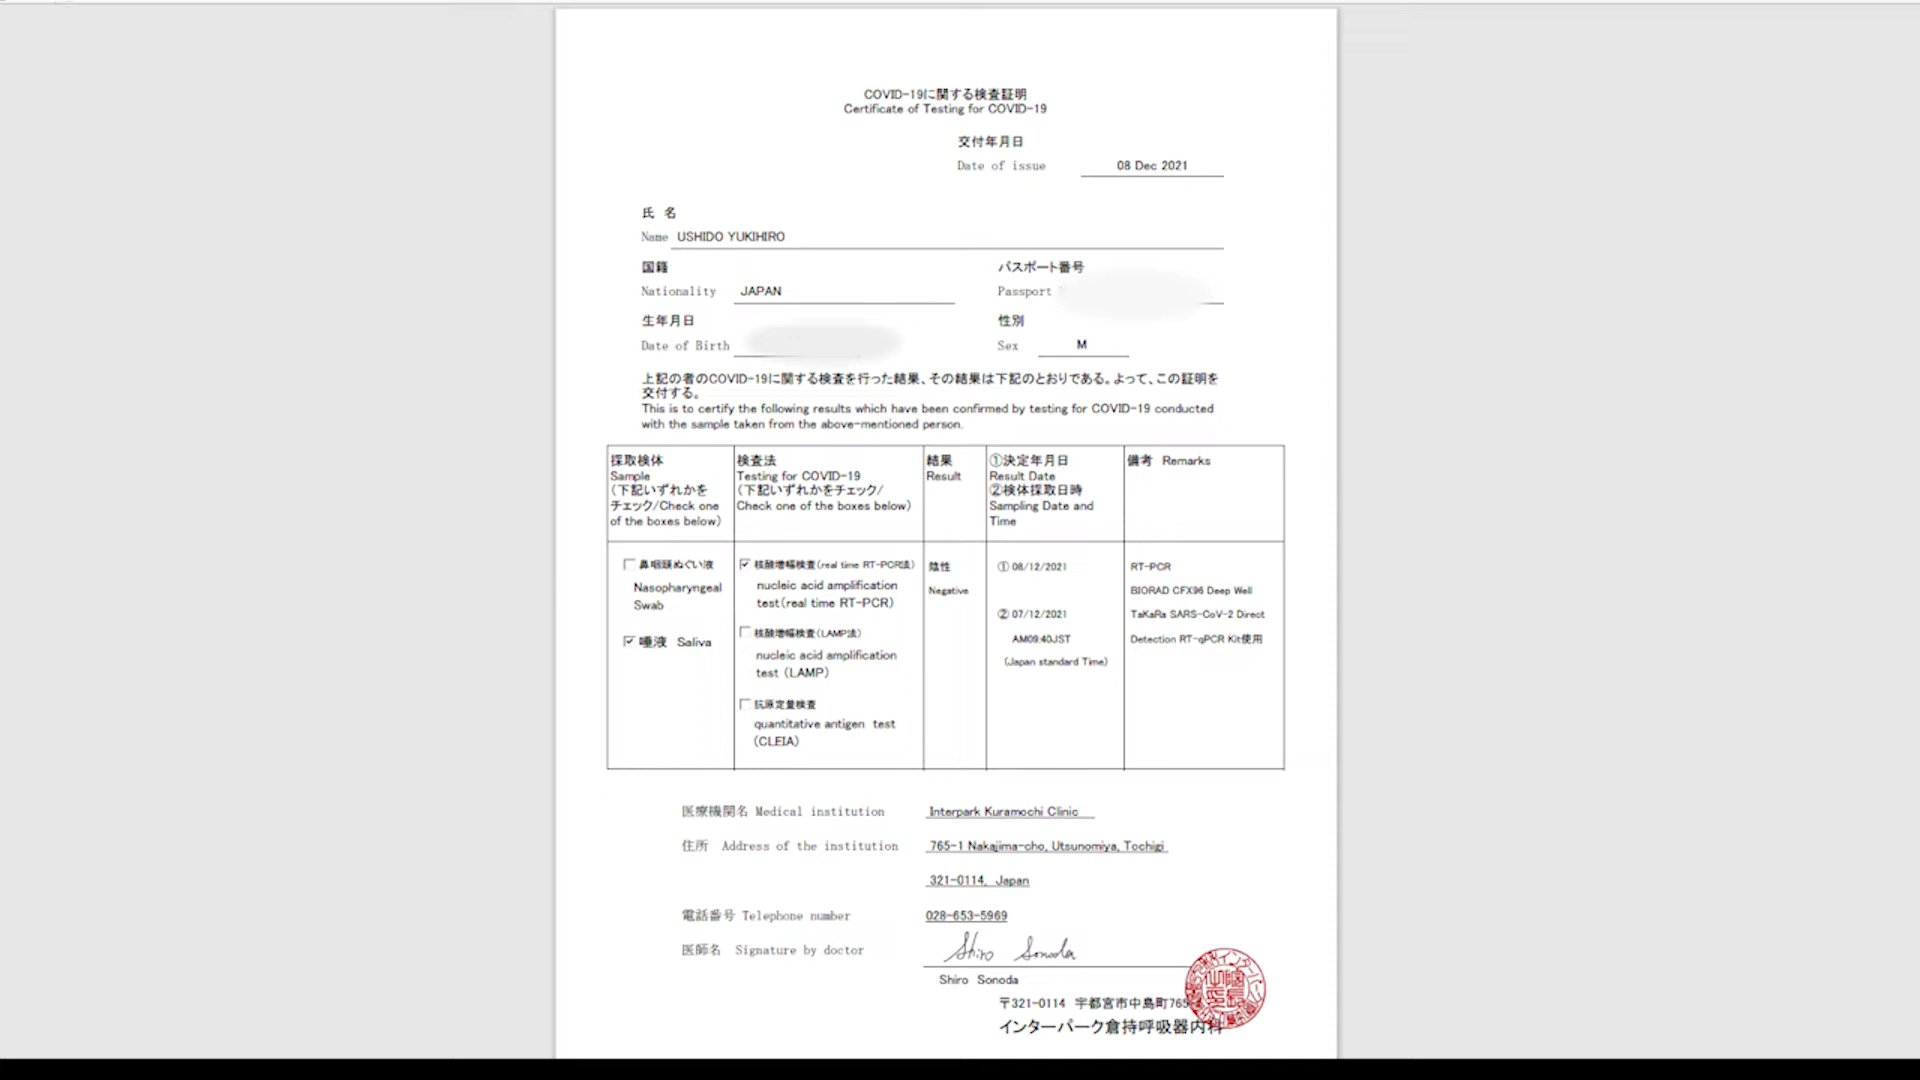 COVID-19に関する検査証明
Certificate of Testing for COVID-19
交付年月日
Date of issue 08 Dec 2021
氏 名
Name USHIDO YUKIHIRO
国籍 パスポート番号
Nationality JAPAN Passport
生年月日 性別
Date of Birth Sex M
上記の者のCOVID-19に関する検査を行った結果、その結果は下記のとおりである。よって、この証明を
交付する。
This is to certify the following results which have been confirmed by testing for COVID-19 conducted
with the sample taken from the above-mentioned person.
採取検体
Sample
(下記いずれかを
チェック/Check one
of the boxes below)
検査法
Testing for COVID-19
(下記いずれかをチェック/
Check one of the boxes below)
結果
Result
①決定年月日
Result Date
②検体採取日時
Sampling Date and
Time
備考 Remarks
鼻咽頭ぬぐい液
Nasopharyngeal
Swab
唾液 Saliva
核酸増幅検査(real time RT-PCR法)
nucleic acid amplification
test(real time RT-PCR)
核酸増幅検査(LAMP法)
nucleic acid amplification
test (LAMP)
抗原定量検査
quantitative antigen test
(CLEIA)
陰性
Negative
① 08/12/2021
② 07/12/2021
AM09:40JST
(Japan standard Time)
RT-PCR
BIORAD CFX96 Deep Well
TaKaRa SARS-CoV-2 Direct
Detection RT-qPCR Kit使用
医療機関名 Medical institution Interpark Kuramochi Clinic
住所 Address of the institution 765-1 Nakajima-cho, Utsunomiya, Tochigi
321-0114, Japan
電話番号 Telephone number 028-653-5969
医師名 Signature by doctor Shiro Sonoda
Shiro Sonoda
〒321-0114 宇都宮市中島町765
インターパーク倉持呼吸器内科